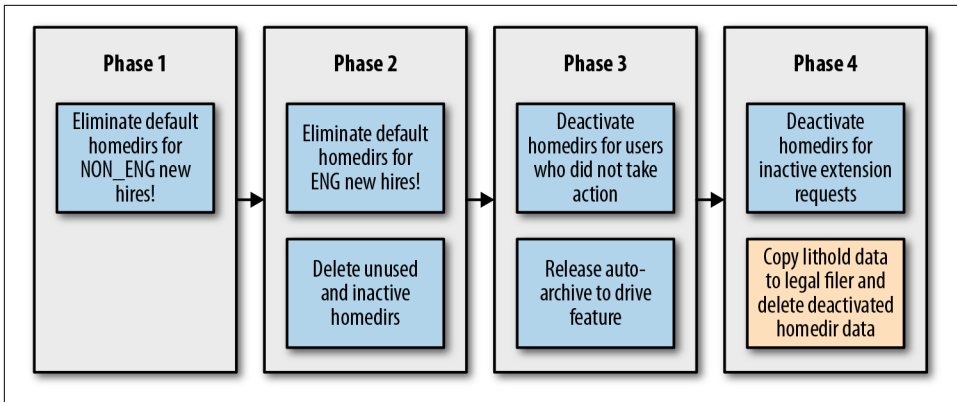 Phase 1
Eliminate default
homedirs for
NON_ENG new
hires!
Phase 2
Eliminate default
homedirs for
ENG new hires!
Delete unused
and inactive
homedirs
Phase 3
Deactivate
homedirs for users
who did not take
action
Release auto-
archive to drive
feature
Phase 4
Deactivate
homedirs for
inactive extension
requests
Copy lithold data
to legal filer and
delete deactivated
homedir data